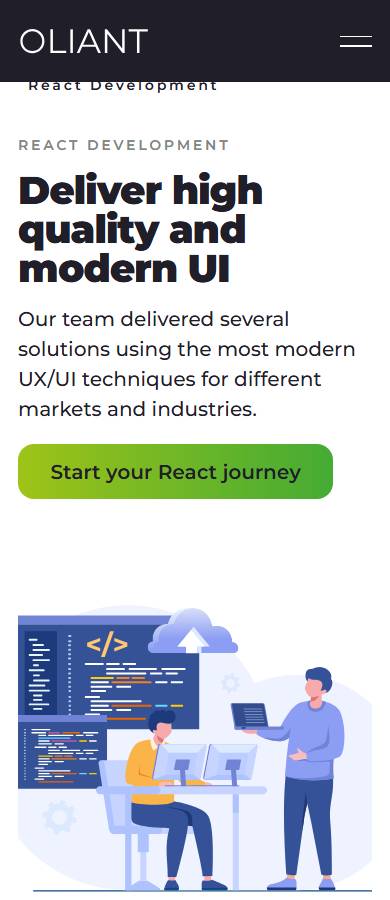 OLIANT
React Development
REACT DEVELOPMENT
Deliver high
quality and
modern UI
Our team delivered several
solutions using the most modern
UX/UI techniques for different
markets and industries.
Start your React journey
</>